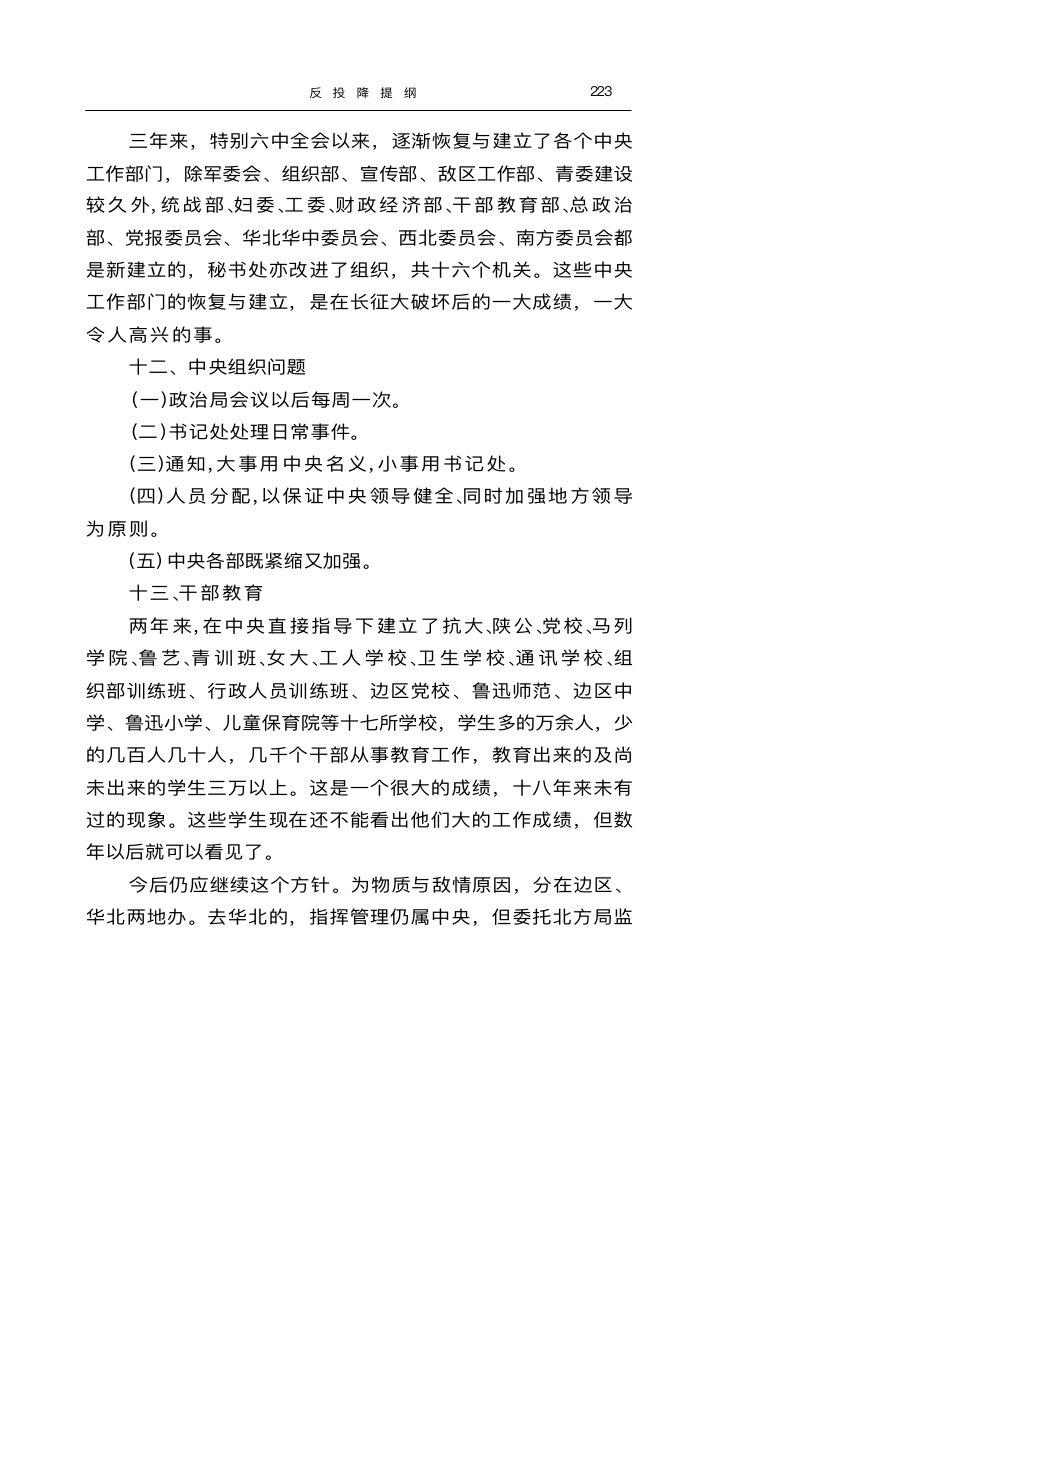 反投降提纲 223
三年来，特别六中全会以来，逐渐恢复与建立了各个中央
工作部门，除军委会、组织部、宣传部、敌区工作部、青委建设
较久外，统战部、妇委、工委、财政经济部、干部教育部、总政治
部、党报委员会、华北华中委员会、西北委员会、南方委员会都
是新建立的，秘书处亦改进了组织，共十六个机关。这些中央
工作部门的恢复与建立，是在长征大破坏后的一大成绩，一大
令人高兴的事。
十二、中央组织问题
（一）政治局会议以后每周一次。
（二）书记处处理日常事件。
（三）通知，大事用中央名义，小事用书记处。
（四）人员分配，以保证中央领导健全、同时加强地方领导
为原则。
（五）中央各部既紧缩又加强。
十三、干部教育
两年来，在中央直接指导下建立了抗大、陕公、党校、马列
学院、鲁艺、青训班、女大、工人学校、卫生学校、通讯学校、组
织部训练班、行政人员训练班、边区党校、鲁迅师范、边区中
学、鲁迅小学、儿童保育院等十七所学校，学生多的万余人，少
的几百人几十人，几千个干部从事教育工作，教育出来的及尚
未出来的学生三万以上。这是一个很大的成绩，十八年来未有
过的现象。这些学生现在还不能看出他们大的工作成绩，但数
年以后就可以看见了。
今后仍应继续这个方针。为物质与敌情原因，分在边区、
华北两地办。去华北的，指挥管理仍属中央，但委托北方局监